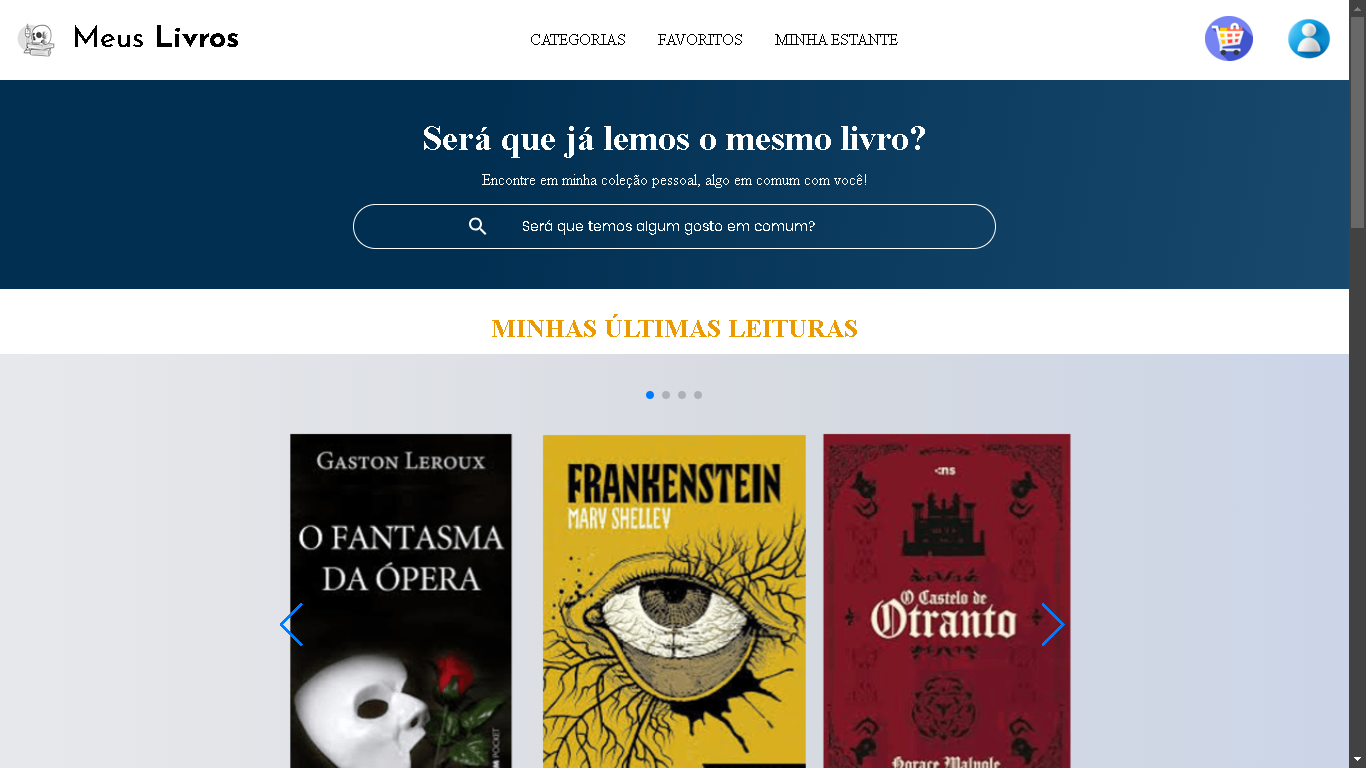 Meus Livros
CATEGORIAS FAVORITOS MINHA ESTANTE
Será que já lemos o mesmo livro?
Encontre em minha coleção pessoal, algo em comum com você!
Será que temos algum gosto em comum?
MINHAS ÚLTIMAS LEITURAS
GASTON LEROUX
O FANTASMA
DA ÓPERA
POCKET
FRANKENSTEIN
MARY SHELLEY
<ns
O Castelo de
Otranto
Horace Walpole